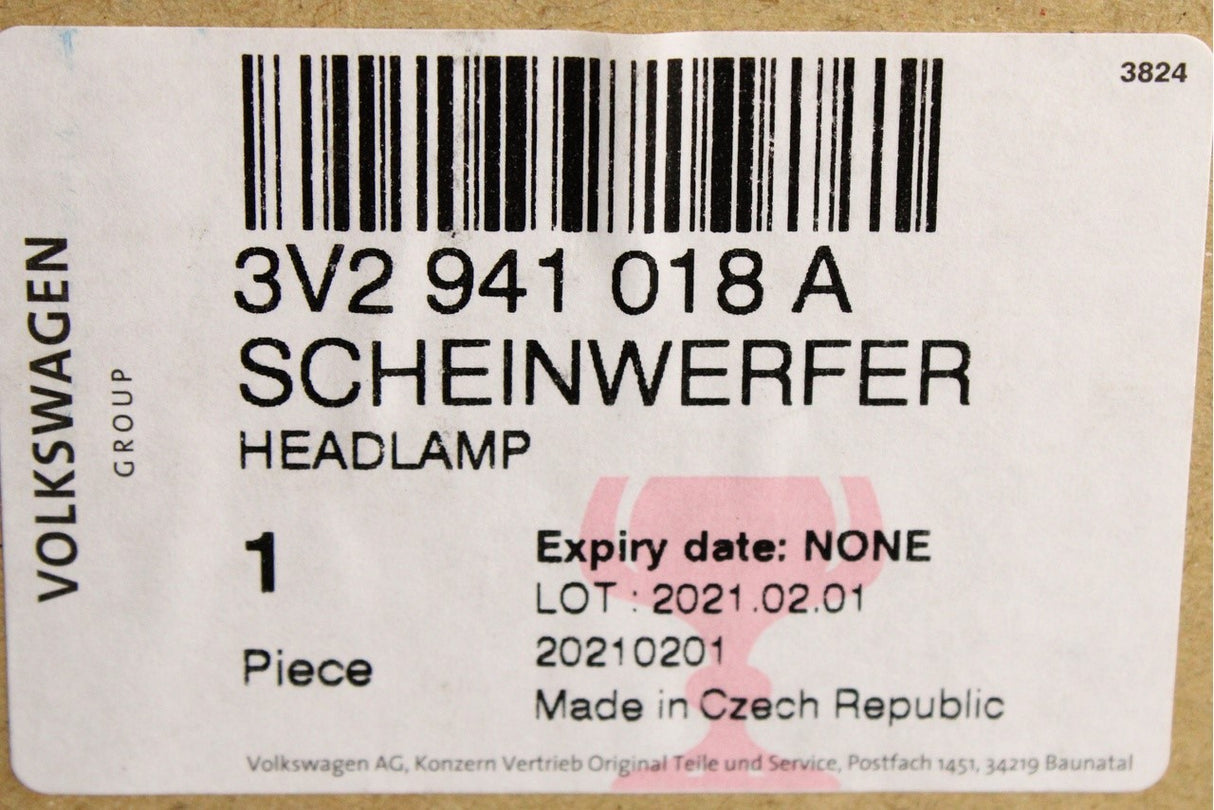 3824
3V2 941 018 A
SCHEINWERFER
HEADLAMP
1
Piece
Expiry date: NONE
LOT : 2021.02.01
20210201
Made in Czech Republic
Volkswagen AG, Konzern Vertrieb Original Teile und Service, Postfach 1451, 34219 Baunatal
VOLKSWAGEN
GROUP